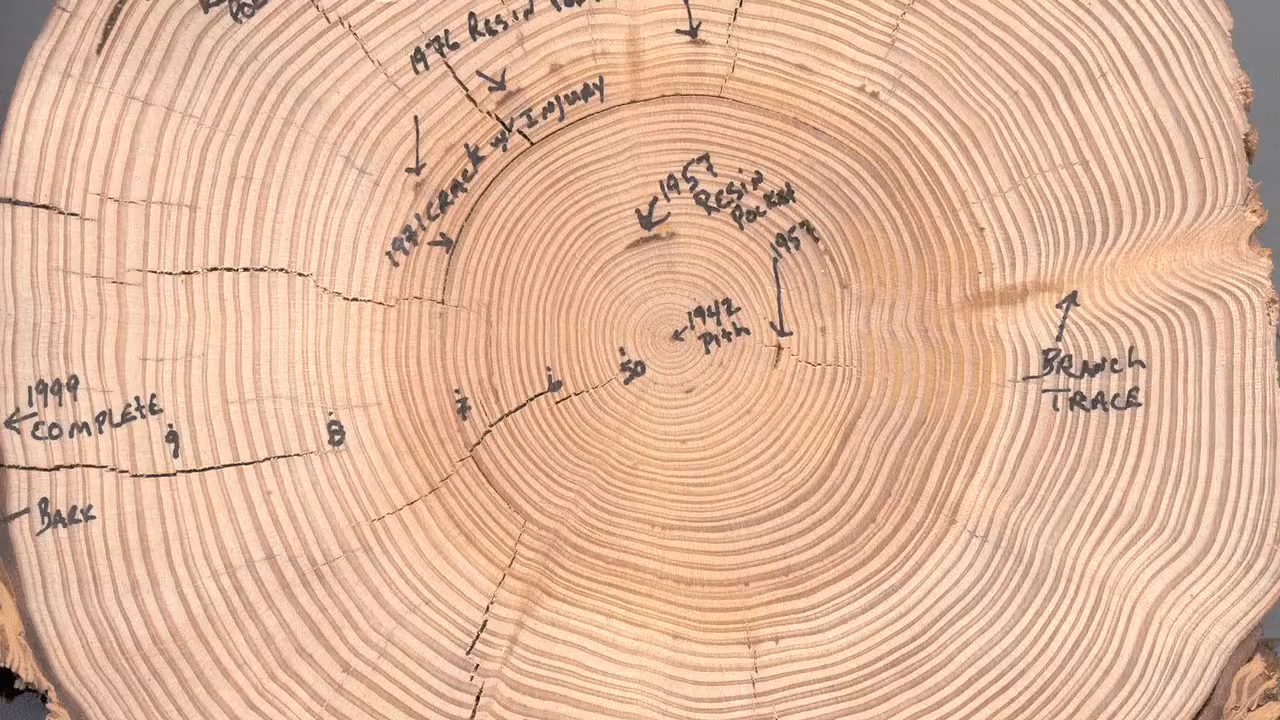 1976 RESIN
1971 CRACK w/ INJURY
1957
RESIN
POCKET
1957
1942
Pith
50
6
7
8
9
1999
COMPLETE
BARK
BRANCH
TRACE